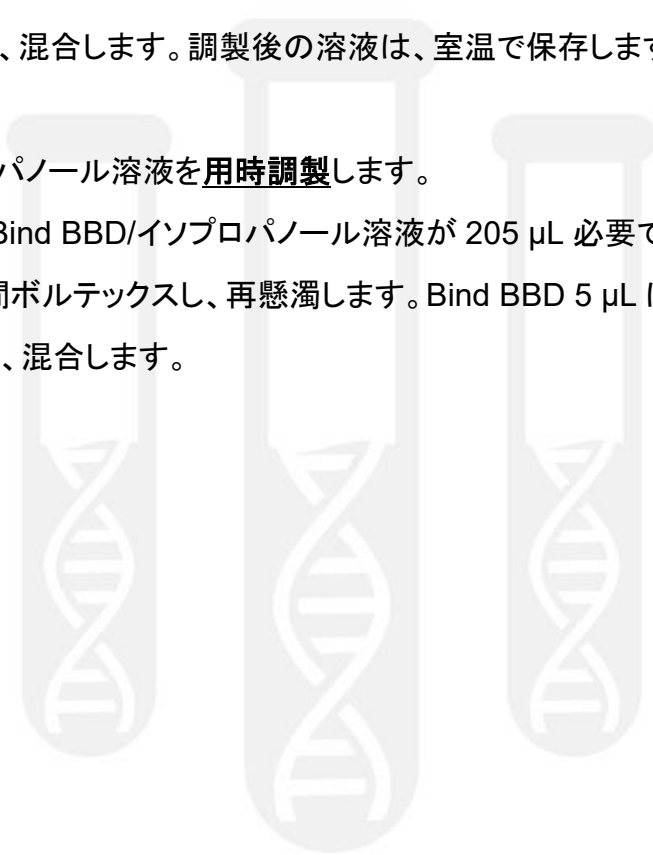 、混合します。調製後の溶液は、室温で保存します
パノール溶液を用時調製します。
Bind BBD/イソプロパノール溶液が 205 µL 必要で
間ボルテックスし、再懸濁します。Bind BBD 5 µL に
、混合します。